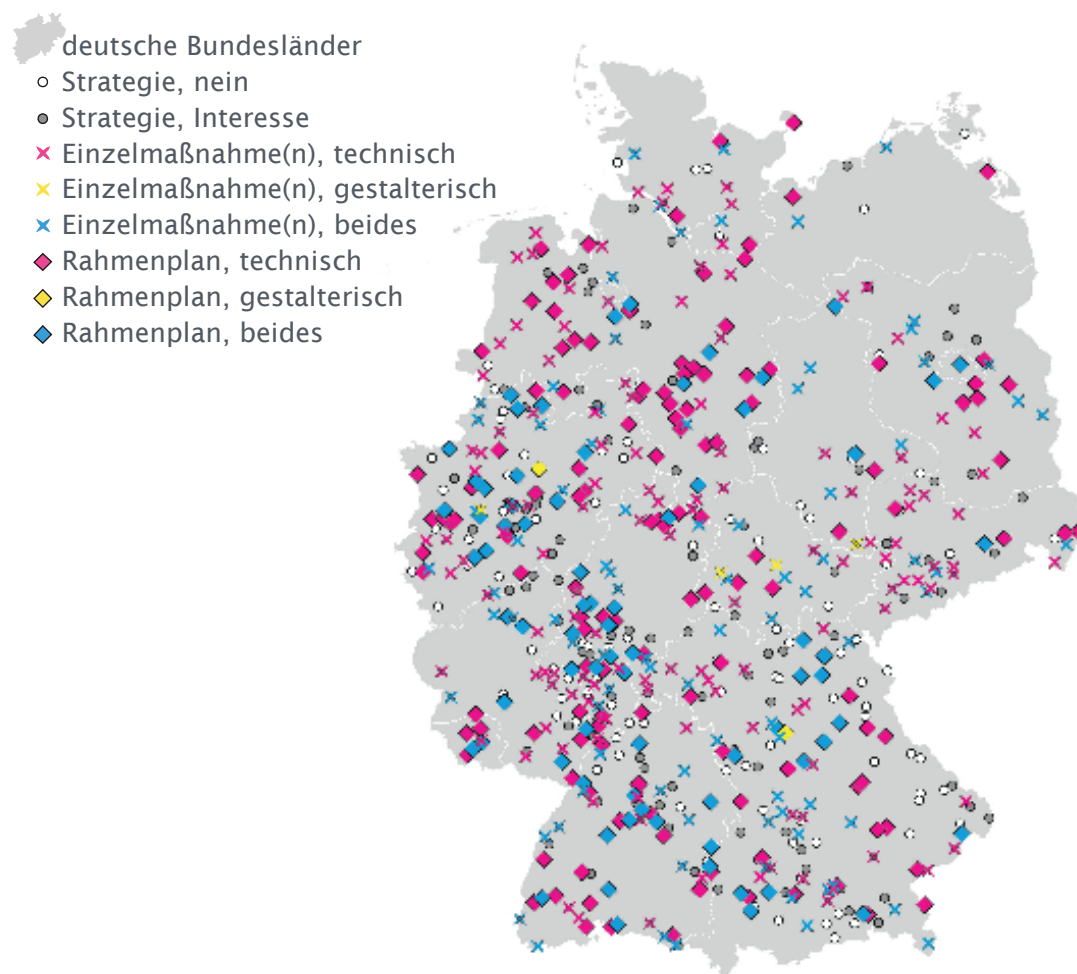 deutsche Bundesländer
Strategie, nein
Strategie, Interesse
Einzelmaßnahme(n), technisch
Einzelmaßnahme(n), gestalterisch
Einzelmaßnahme(n), beides
Rahmenplan, technisch
Rahmenplan, gestalterisch
Rahmenplan, beides